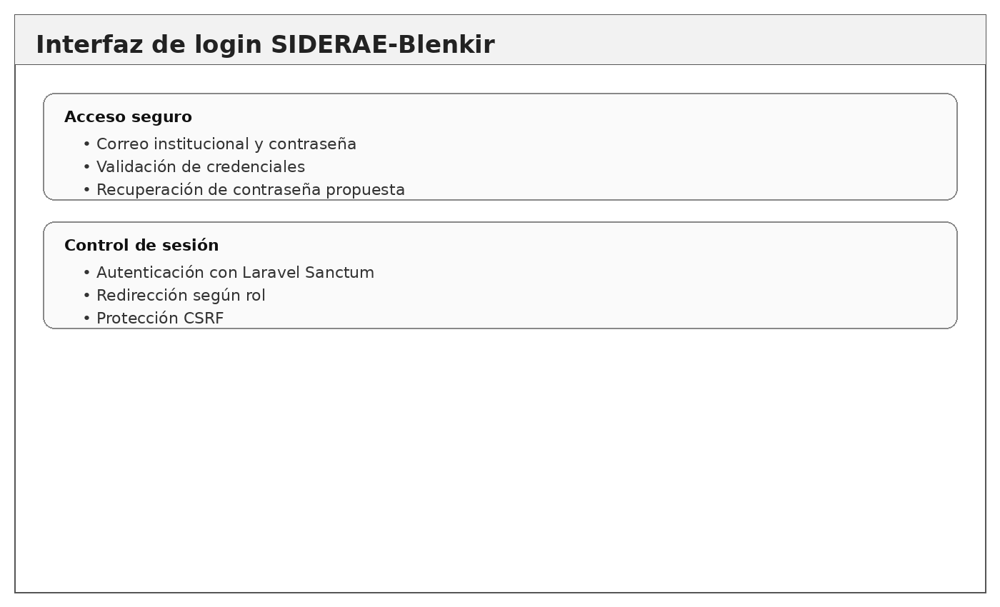 Interfaz de login SIDERAE-Blenkir
Acceso seguro
• Correo institucional y contraseña
• Validación de credenciales
• Recuperación de contraseña propuesta
Control de sesión
• Autenticación con Laravel Sanctum
• Redirección según rol
• Protección CSRF